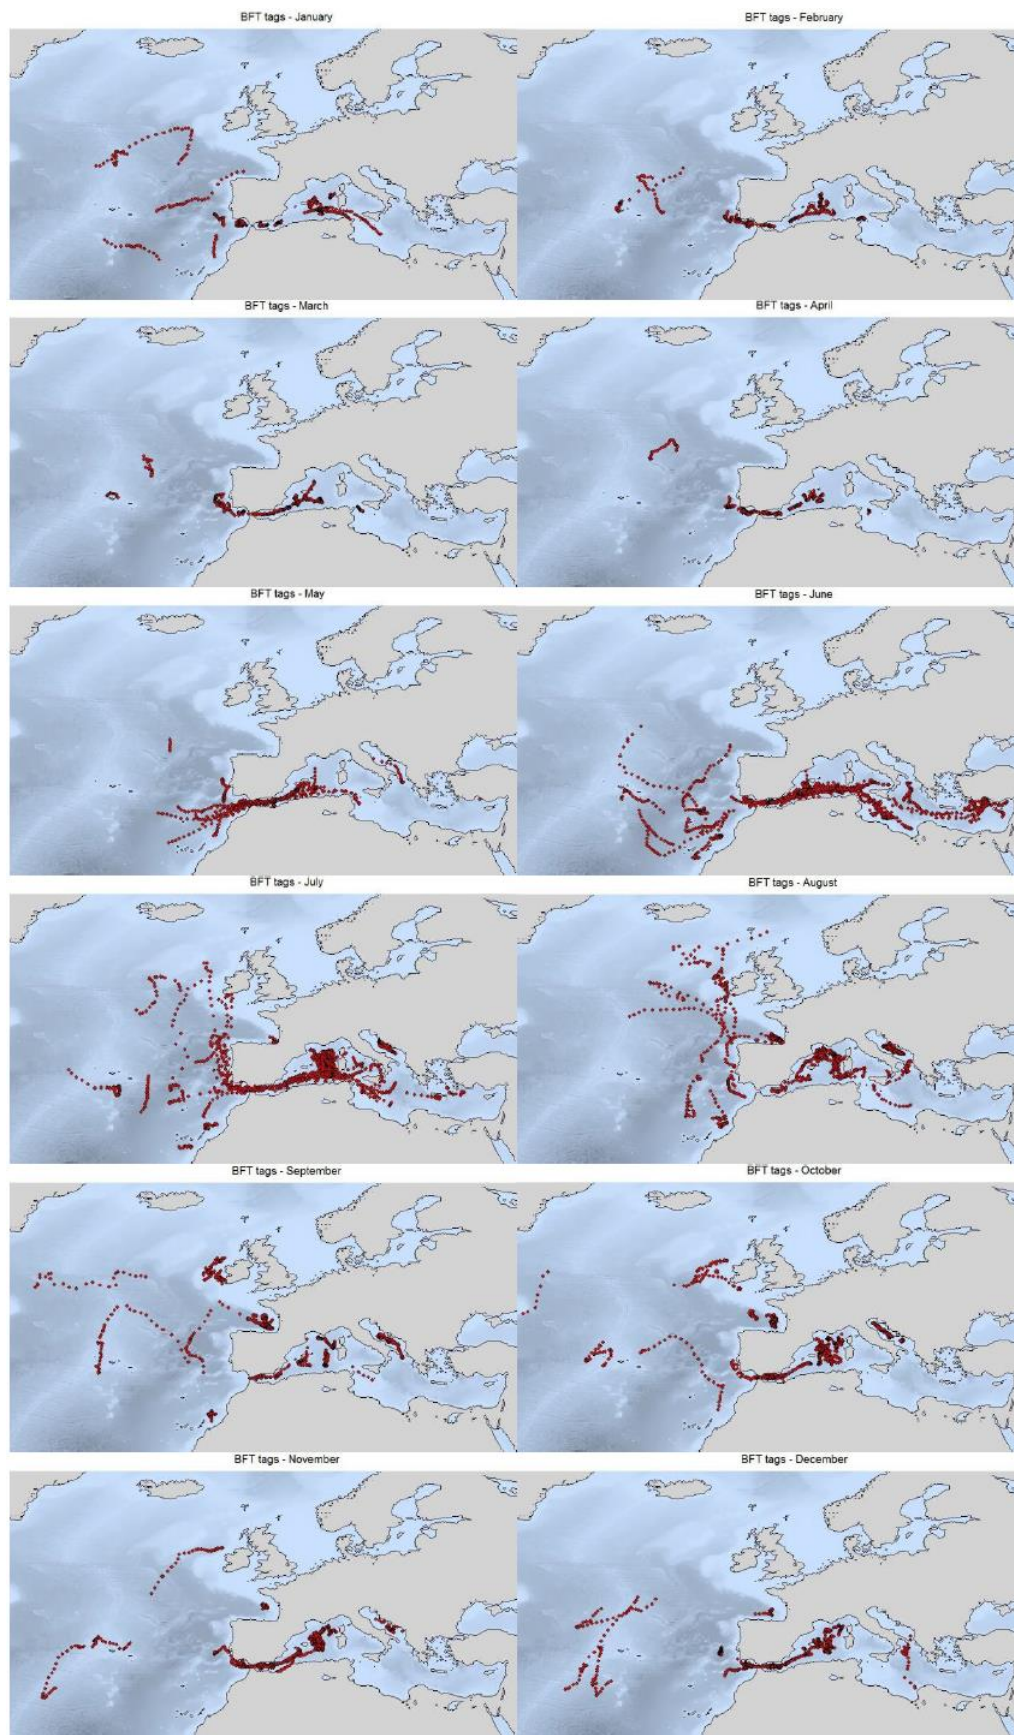 BFT tags - January
BFT tags - February
BFT tags - March
BFT tags - April
BFT tags - May
BFT tags - June
BFT tags - July
BFT tags - August
BFT tags - September
BFT tags - October
BFT tags - November
BFT tags - December